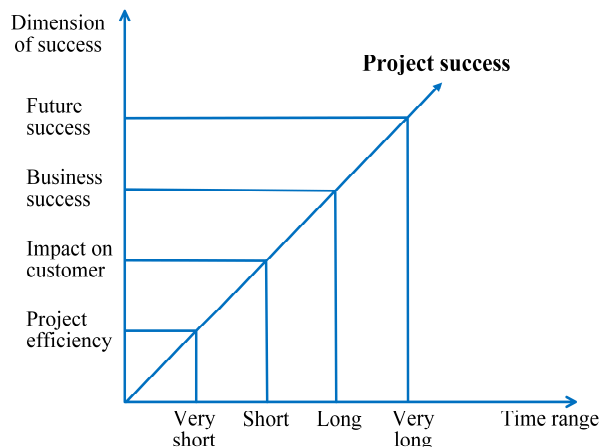 Dimension
of success
Project success
Future
success
Business
success
Impact on
customer
Project
efficiency
Very
short
Short
Long
Very
long
Time range